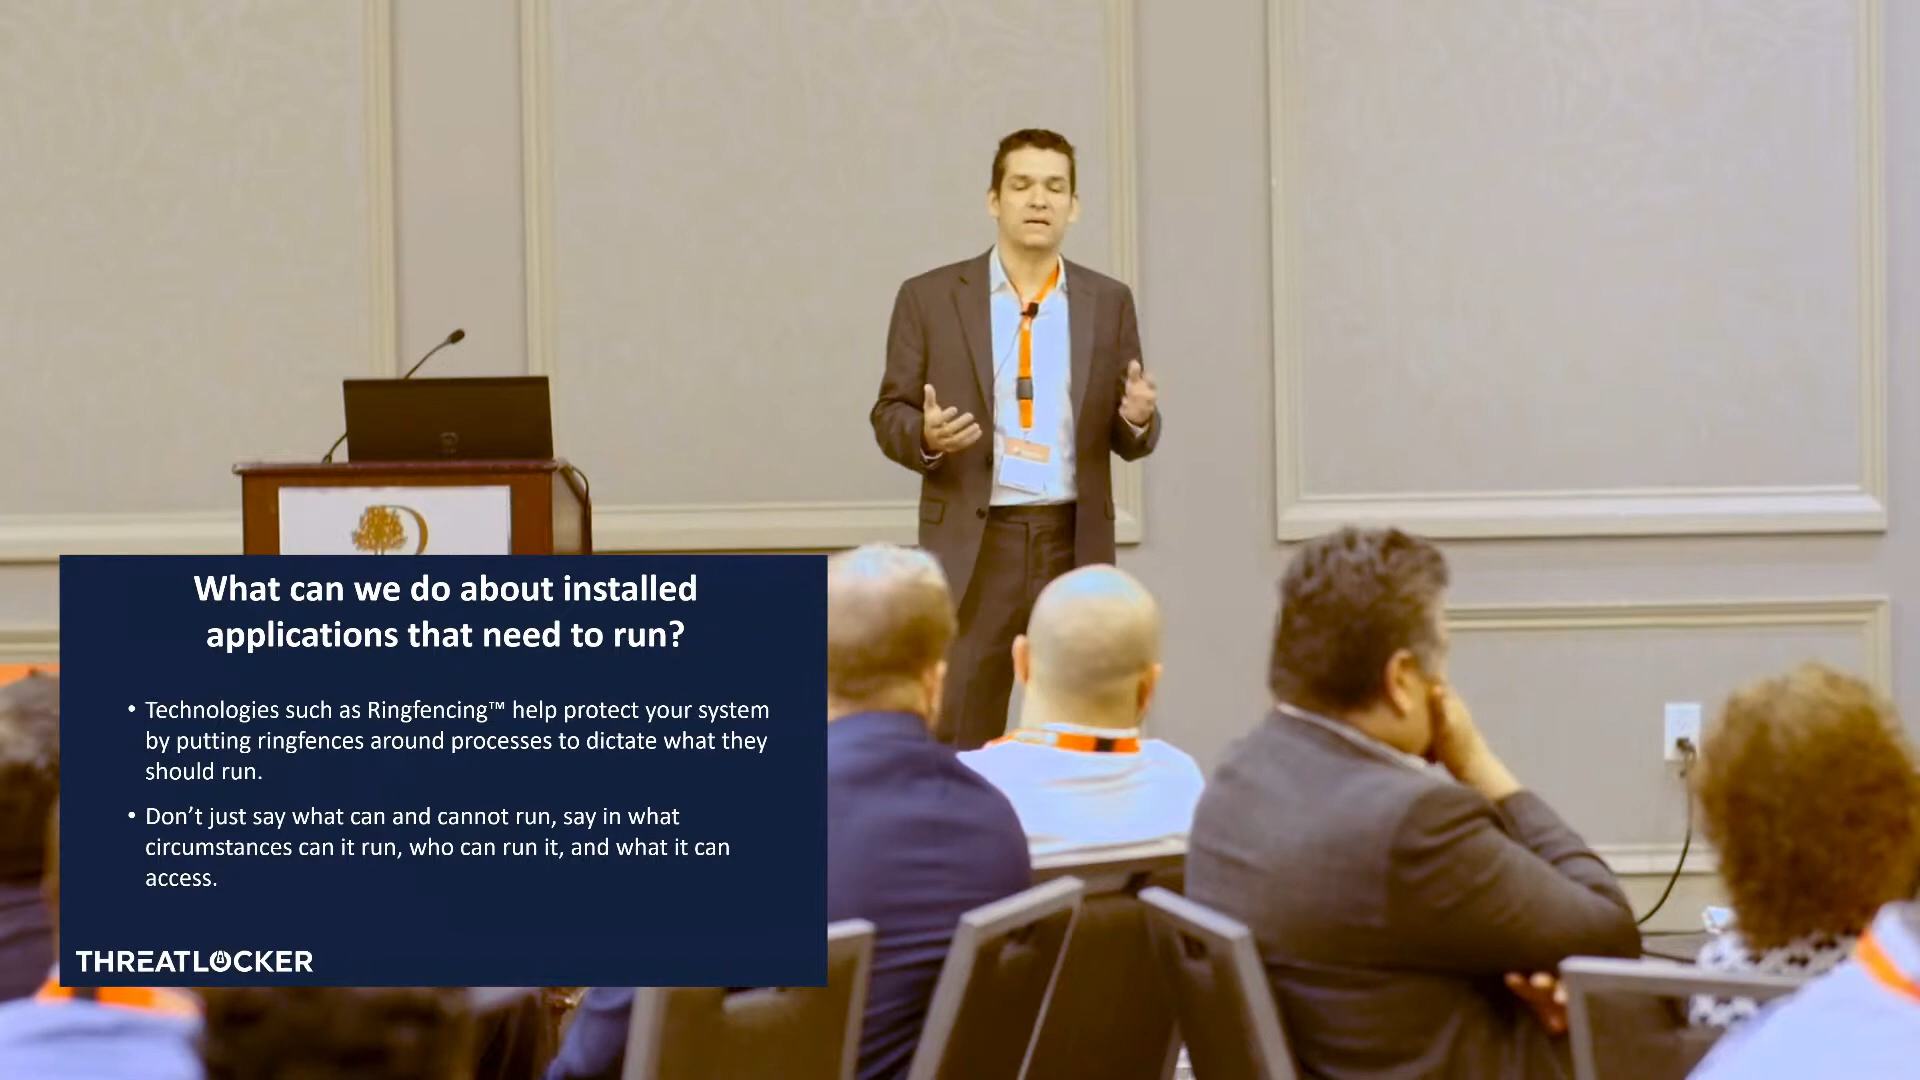 What can we do about installed
applications that need to run?
• Technologies such as Ringfencing™ help protect your system
by putting ringfences around processes to dictate what they
should run.
• Don’t just say what can and cannot run, say in what
circumstances can it run, who can run it, and what it can
access.
THREATLOCKER